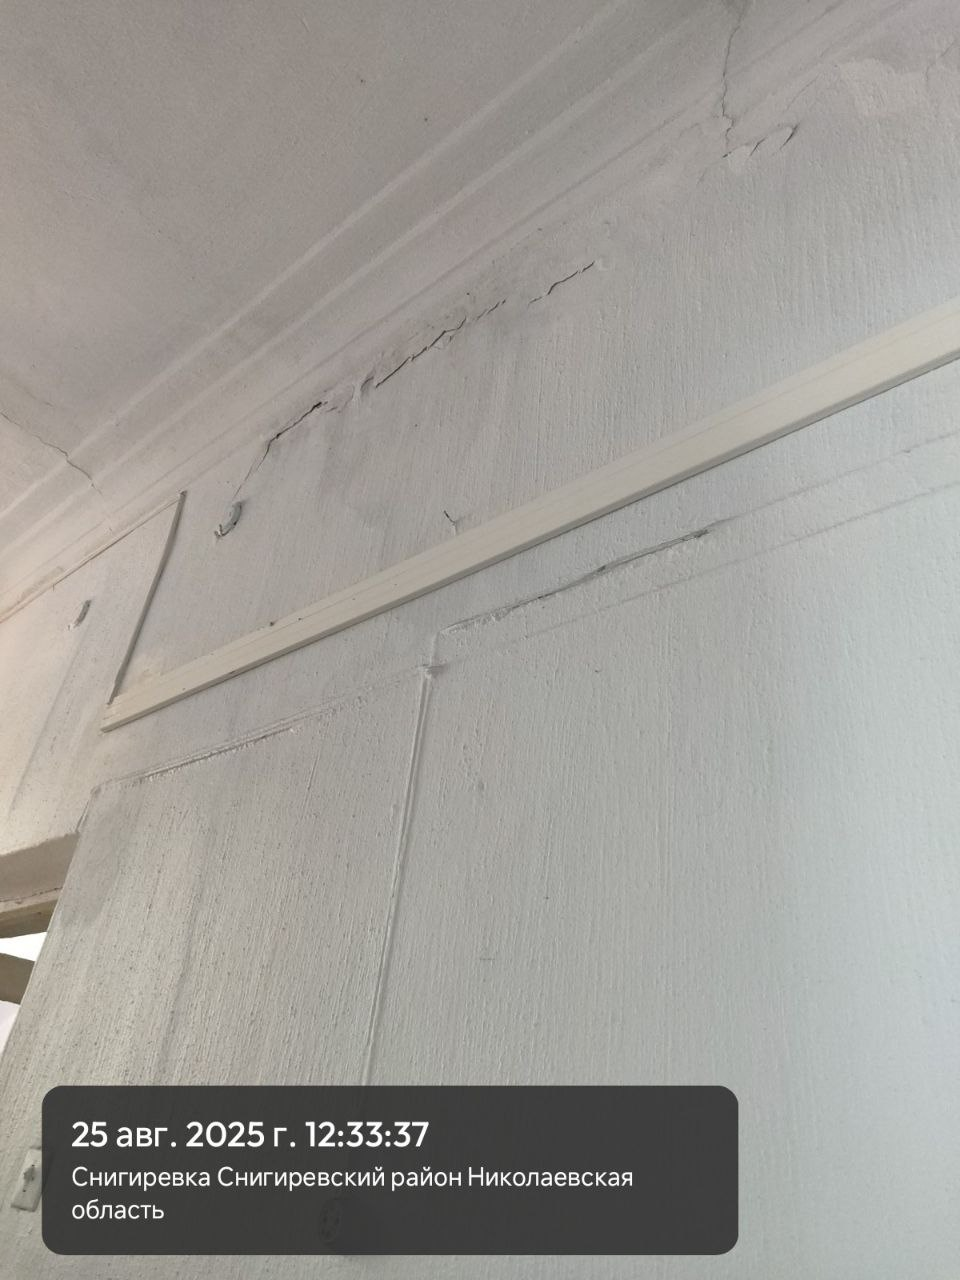 25 авг. 2025 г. 12:33:37
Снигиревка Снигиревский район Николаевская
область